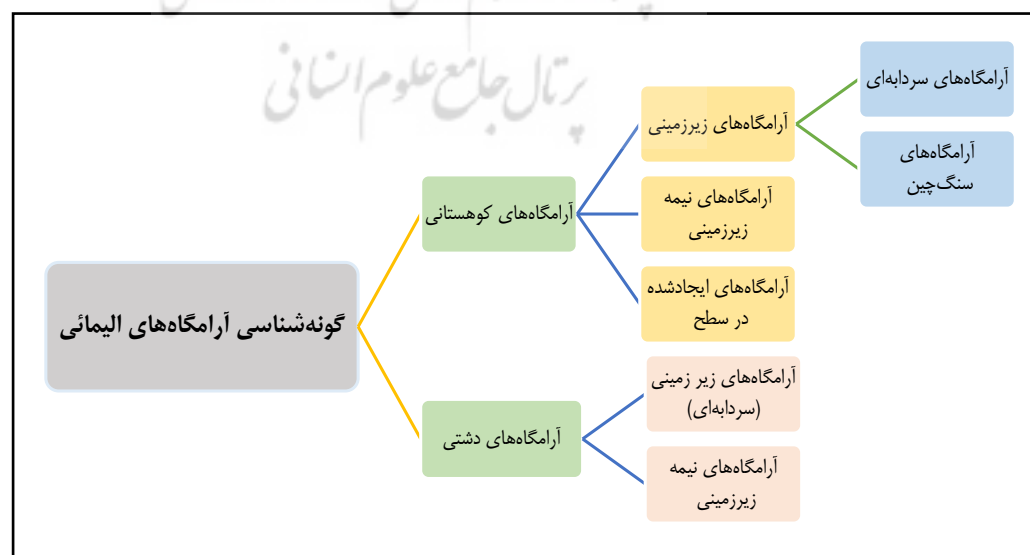 پرتال جامع علوم انسانی
گونه‌شناسی آرامگاه‌های الیمائی
آرامگاه‌های کوهستانی
آرامگاه‌های زیرزمینی
آرامگاه‌های سردابه‌ای
آرامگاه‌های
سنگ‌چین
آرامگاه‌های نیمه
زیرزمینی
آرامگاه‌های ایجادشده
در سطح
آرامگاه‌های دشتی
آرامگاه‌های زیر زمینی
(سردابه‌ای)
آرامگاه‌های نیمه
زیرزمینی